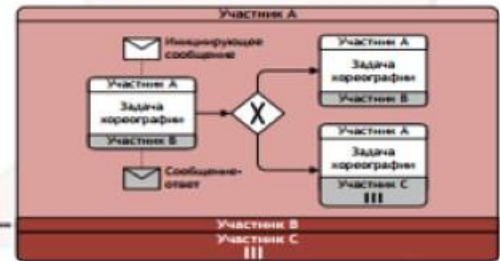 Участник A
Инициирующее
сообщение
Участник A
Задача
хореографии
Участник B
Сообщение-
ответ
X
Участник A
Задача
хореографии
Участник B
Участник A
Задача
хореографии
Участник C
Участник B
Участник C